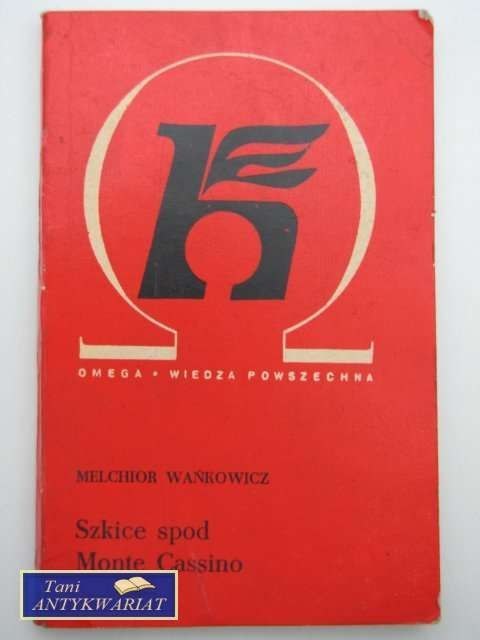 h
OMEGA • WIEDZA POWSZECHNA
MELCHIOR WAŃKOWICZ
Szkice spod
Monte Cassino
Tani
ANTYKWARIAT